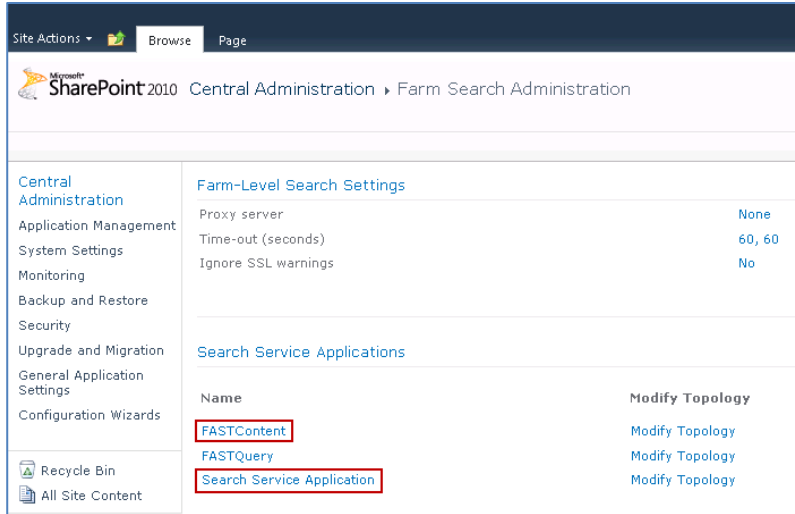 Site Actions Browse Page
Microsoft
SharePoint 2010 Central Administration Farm Search Administration
Central
Administration
Application Management
System Settings
Monitoring
Backup and Restore
Security
Upgrade and Migration
General Application
Settings
Configuration Wizards
Recycle Bin
All Site Content
Farm-Level Search Settings
Proxy server None
Time-out (seconds) 60, 60
Ignore SSL warnings No
Search Service Applications
Name Modify Topology
FASTContent Modify Topology
FASTQuery Modify Topology
Search Service Application Modify Topology